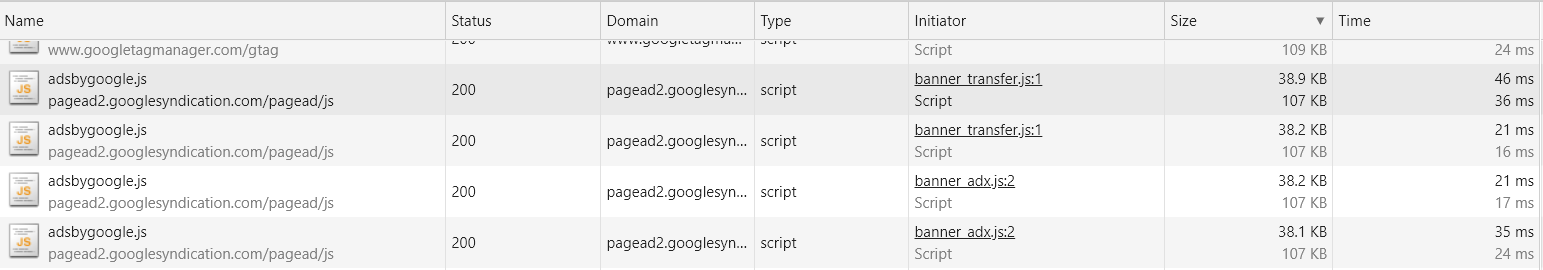 Name Status Domain Type Initiator Size Time
www.googletagmanager.com/gtag 200 www.googletagma... script Script 109 KB 24 ms
adsbygoogle.js banner_transfer.js:1 38.9 KB 46 ms
JS 200 pagead2.googlesyn... script
pagead2.googlesyndication.com/pagead/js Script 107 KB 36 ms
adsbygoogle.js banner_transfer.js:1 38.2 KB 21 ms
JS 200 pagead2.googlesyn... script
pagead2.googlesyndication.com/pagead/js Script 107 KB 16 ms
adsbygoogle.js banner_adx.js:2 38.2 KB 21 ms
JS 200 pagead2.googlesyn... script
pagead2.googlesyndication.com/pagead/js Script 107 KB 17 ms
adsbygoogle.js banner_adx.js:2 38.1 KB 35 ms
JS 200 pagead2.googlesyn... script
pagead2.googlesyndication.com/pagead/js Script 107 KB 24 ms